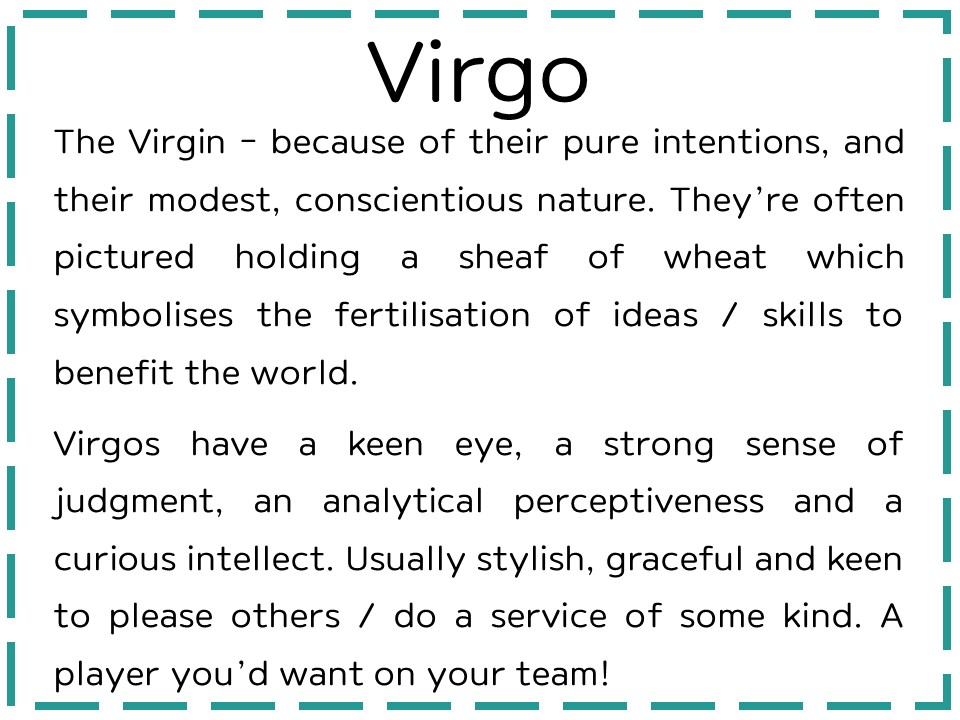 Virgo
The Virgin – because of their pure intentions, and
their modest, conscientious nature. They’re often
pictured holding a sheaf of wheat which
symbolises the fertilisation of ideas / skills to
benefit the world.
Virgos have a keen eye, a strong sense of
judgment, an analytical perceptiveness and a
curious intellect. Usually stylish, graceful and keen
to please others / do a service of some kind. A
player you’d want on your team!